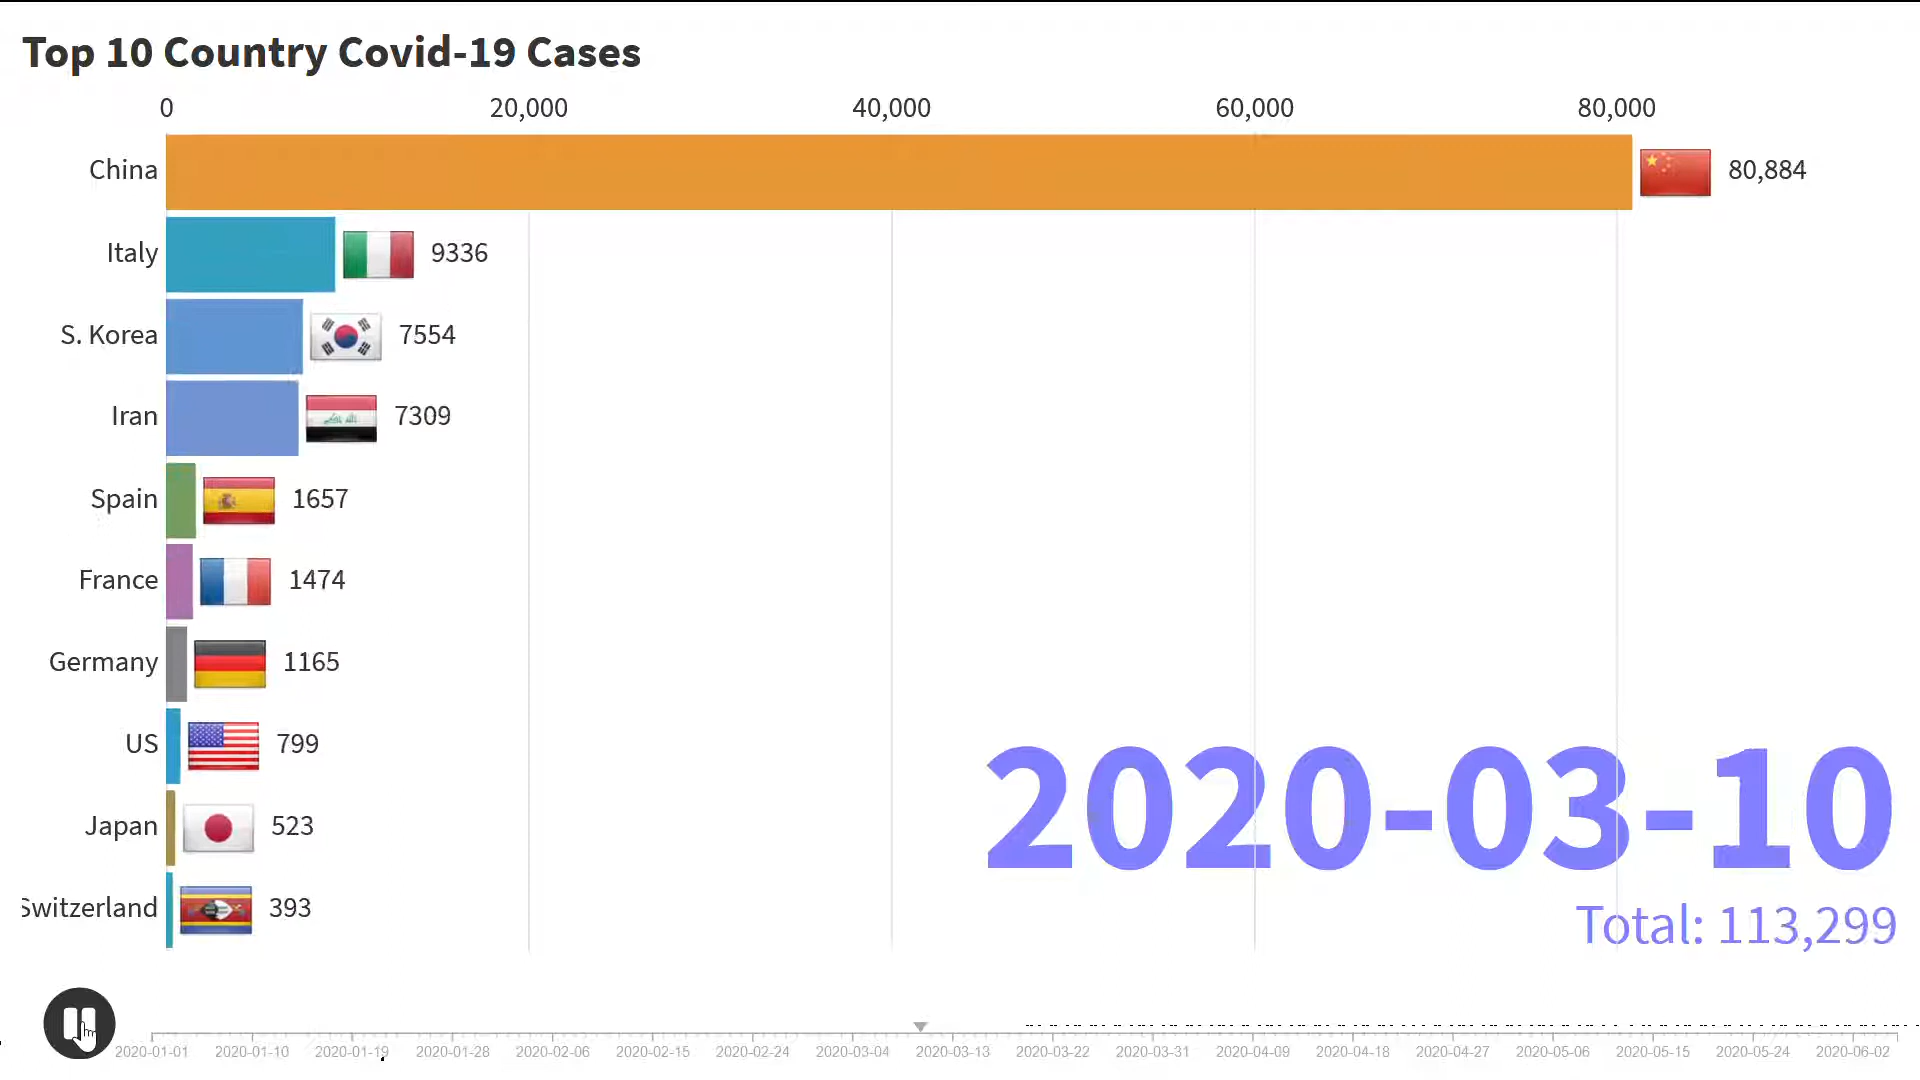 Top 10 Country Covid-19 Cases
0 20,000 40,000 60,000 80,000
China 80,884
Italy 9336
S. Korea 7554
Iran 7309
Spain 1657
France 1474
Germany 1165
US 799
Japan 523
Switzerland 393
2020-03-10
Total: 113,299
2020-01-01 2020-01-10 2020-01-19 2020-01-28 2020-02-06 2020-02-15 2020-02-24 2020-03-04 2020-03-13 2020-03-22 2020-03-31 2020-04-09 2020-04-18 2020-04-27 2020-05-06 2020-05-15 2020-05-24 2020-06-02